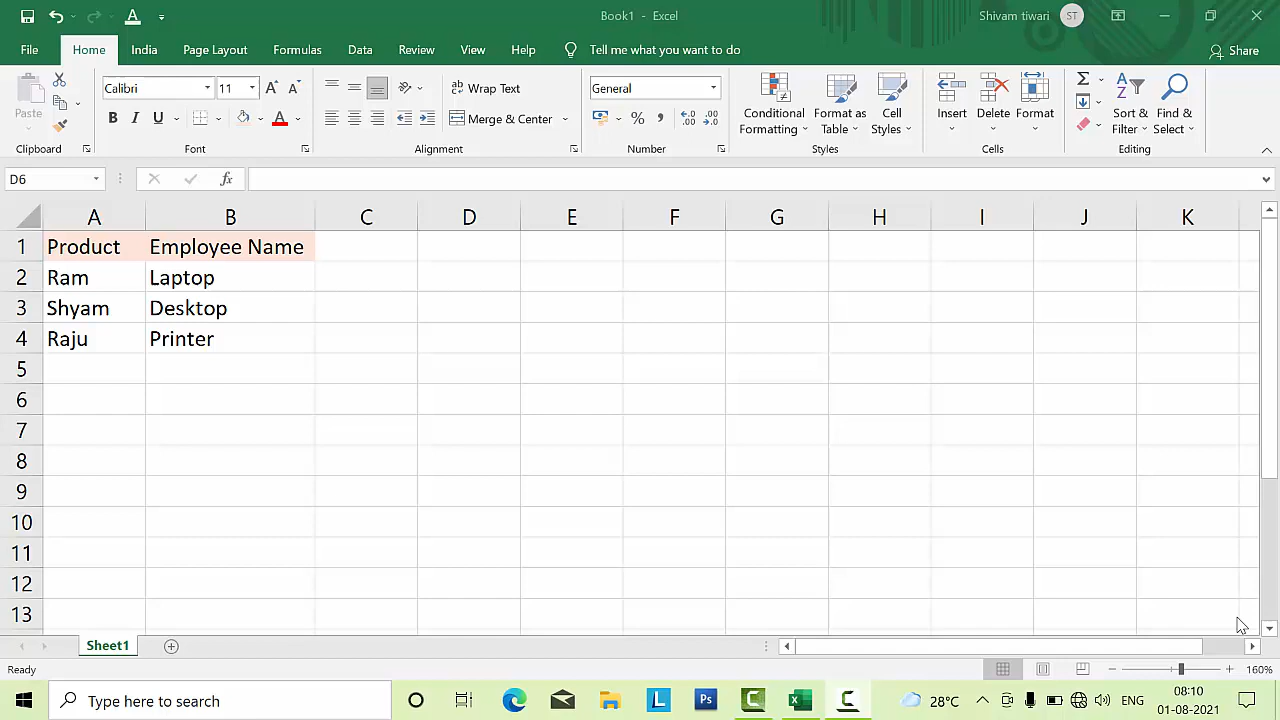 Book1 - Excel
Shivam tiwari
ST
File Home India Page Layout Formulas Data Review View Help Tell me what you want to do Share
Paste
Calibri 11
Wrap Text
Merge & Center
General
Conditional Formatting
Format as Table
Cell Styles
Insert Delete Format
Sort & Filter
Find & Select
Clipboard Font Alignment Number Styles Cells Editing
D6 fx
A B C D E F G H I J K
1 Product Employee Name
2 Ram Laptop
3 Shyam Desktop
4 Raju Printer
5
6
7
8
9
10
11
12
13
Sheet1
Ready 160%
Type here to search
28°C ENG
08:10
01-08-2021